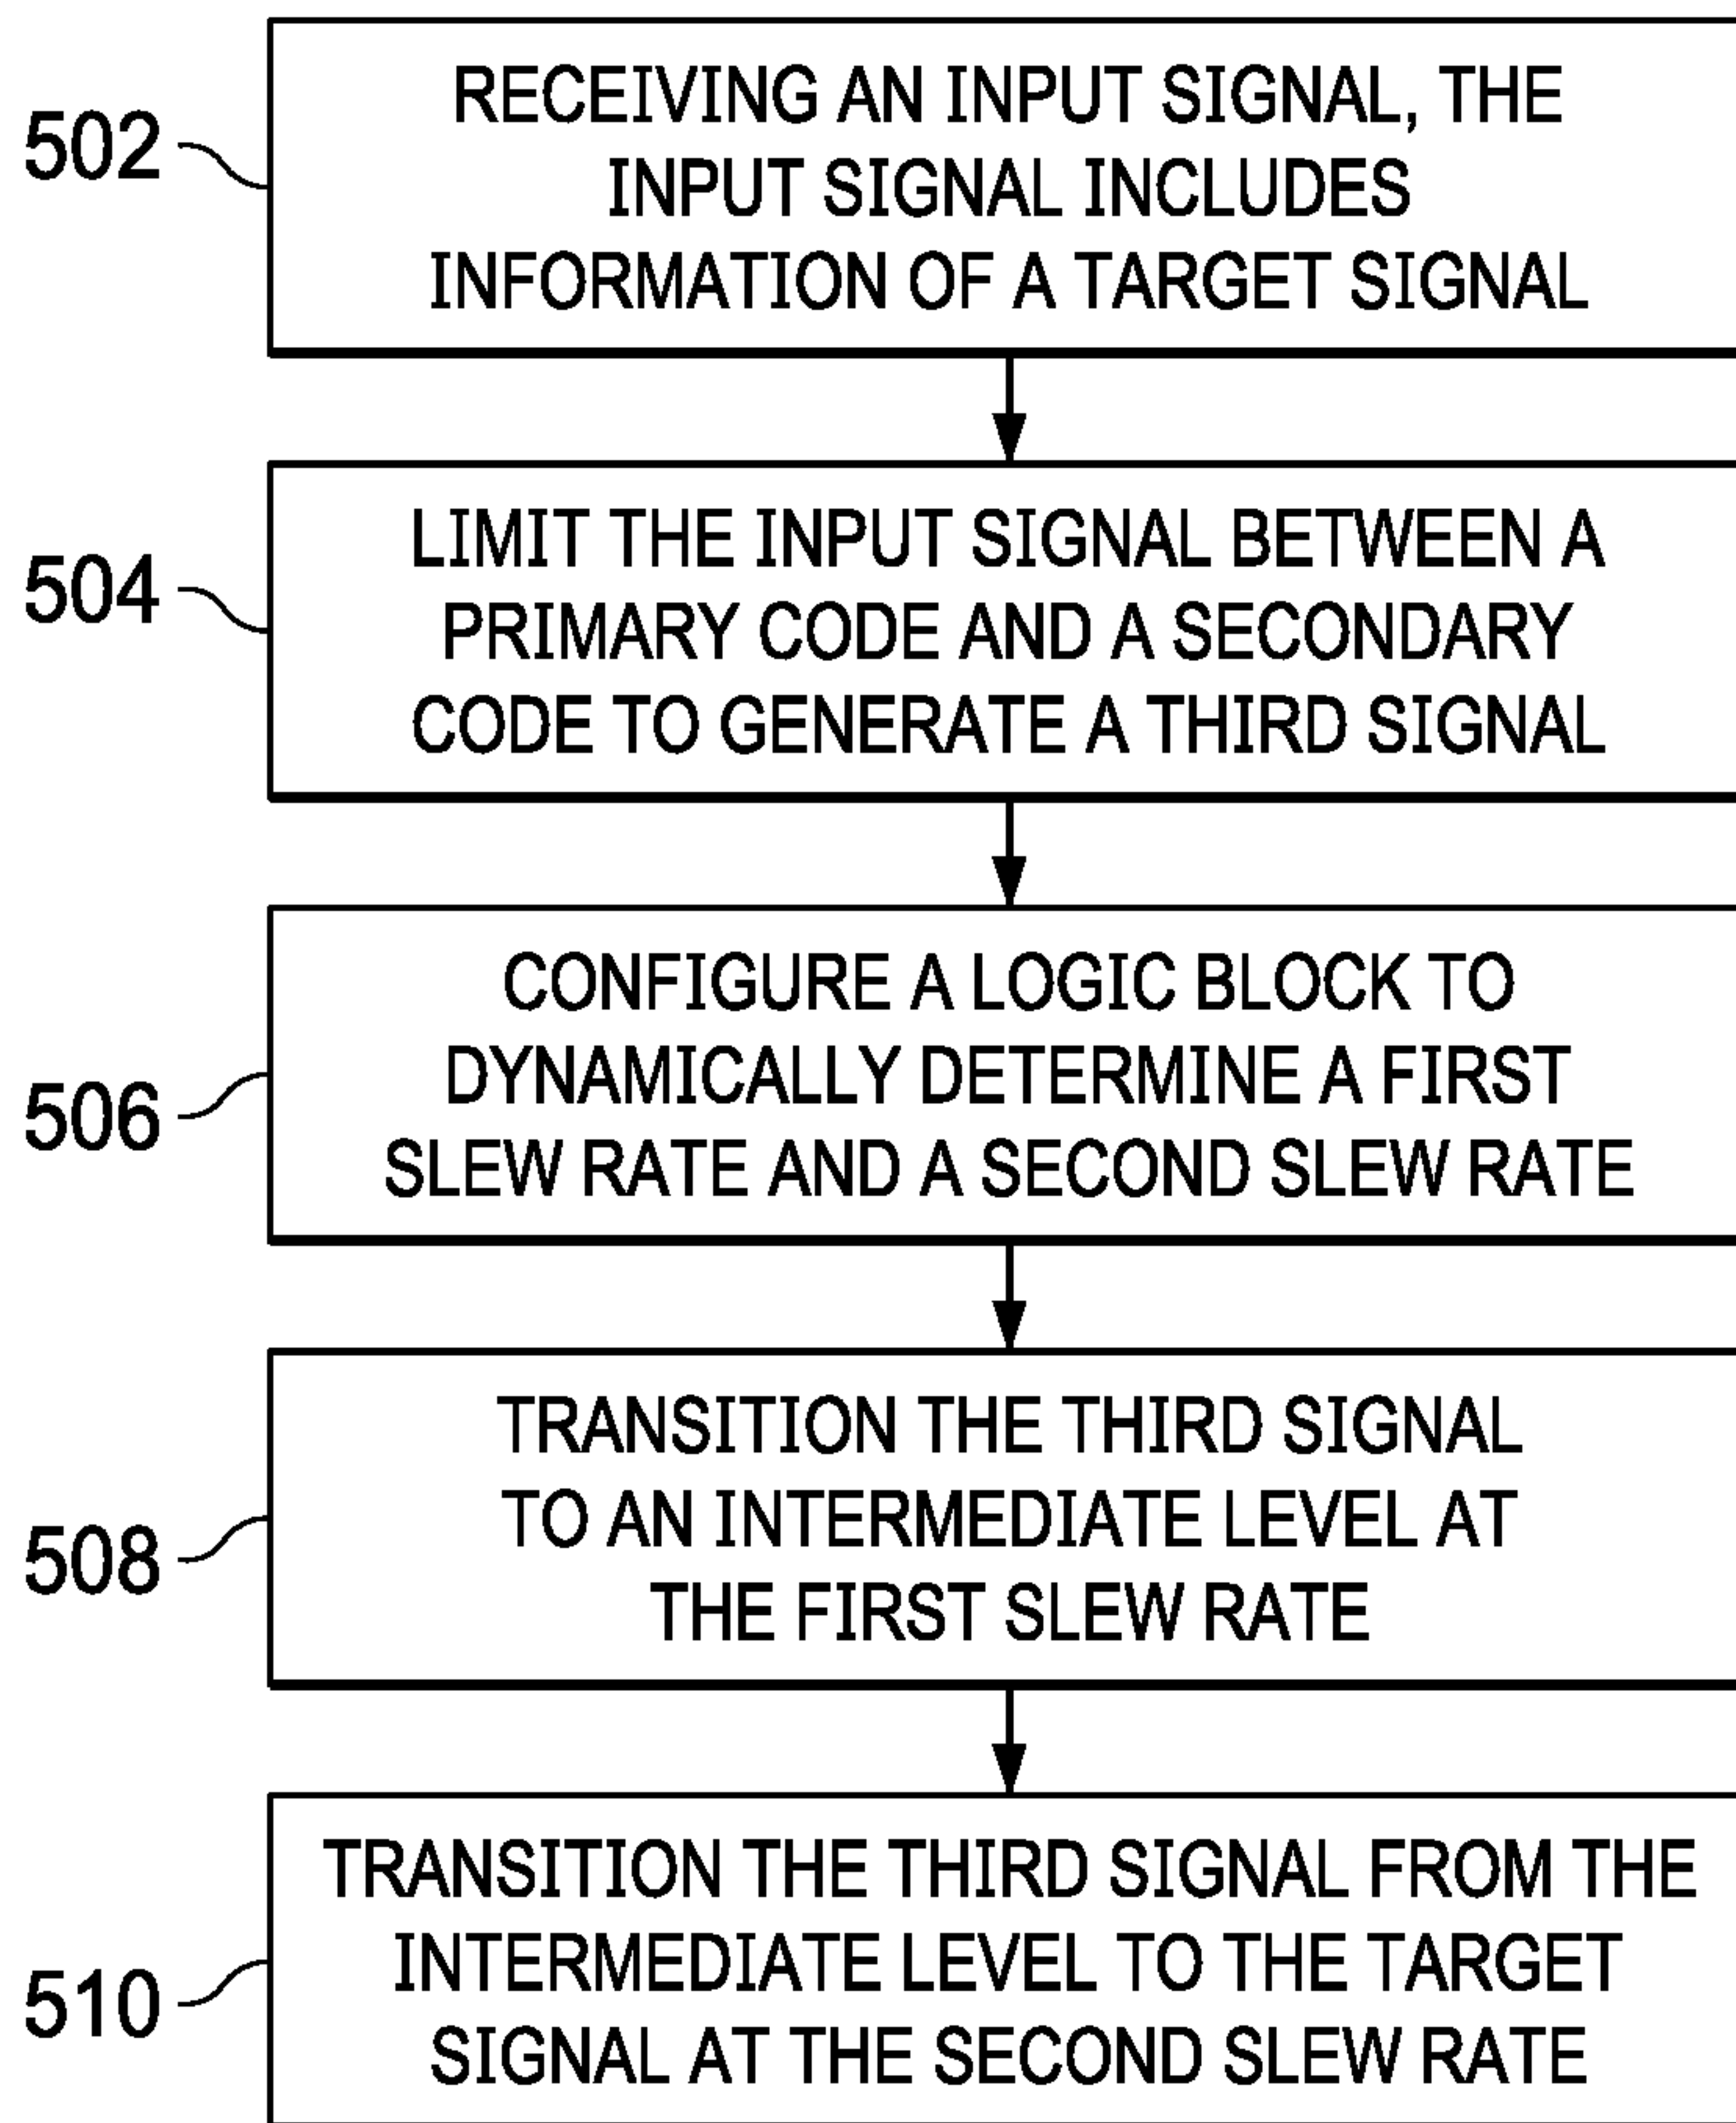 502
RECEIVING AN INPUT SIGNAL, THE
INPUT SIGNAL INCLUDES
INFORMATION OF A TARGET SIGNAL
504
LIMIT THE INPUT SIGNAL BETWEEN A
PRIMARY CODE AND A SECONDARY
CODE TO GENERATE A THIRD SIGNAL
506
CONFIGURE A LOGIC BLOCK TO
DYNAMICALLY DETERMINE A FIRST
SLEW RATE AND A SECOND SLEW RATE
508
TRANSITION THE THIRD SIGNAL
TO AN INTERMEDIATE LEVEL AT
THE FIRST SLEW RATE
510
TRANSITION THE THIRD SIGNAL FROM THE
INTERMEDIATE LEVEL TO THE TARGET
SIGNAL AT THE SECOND SLEW RATE